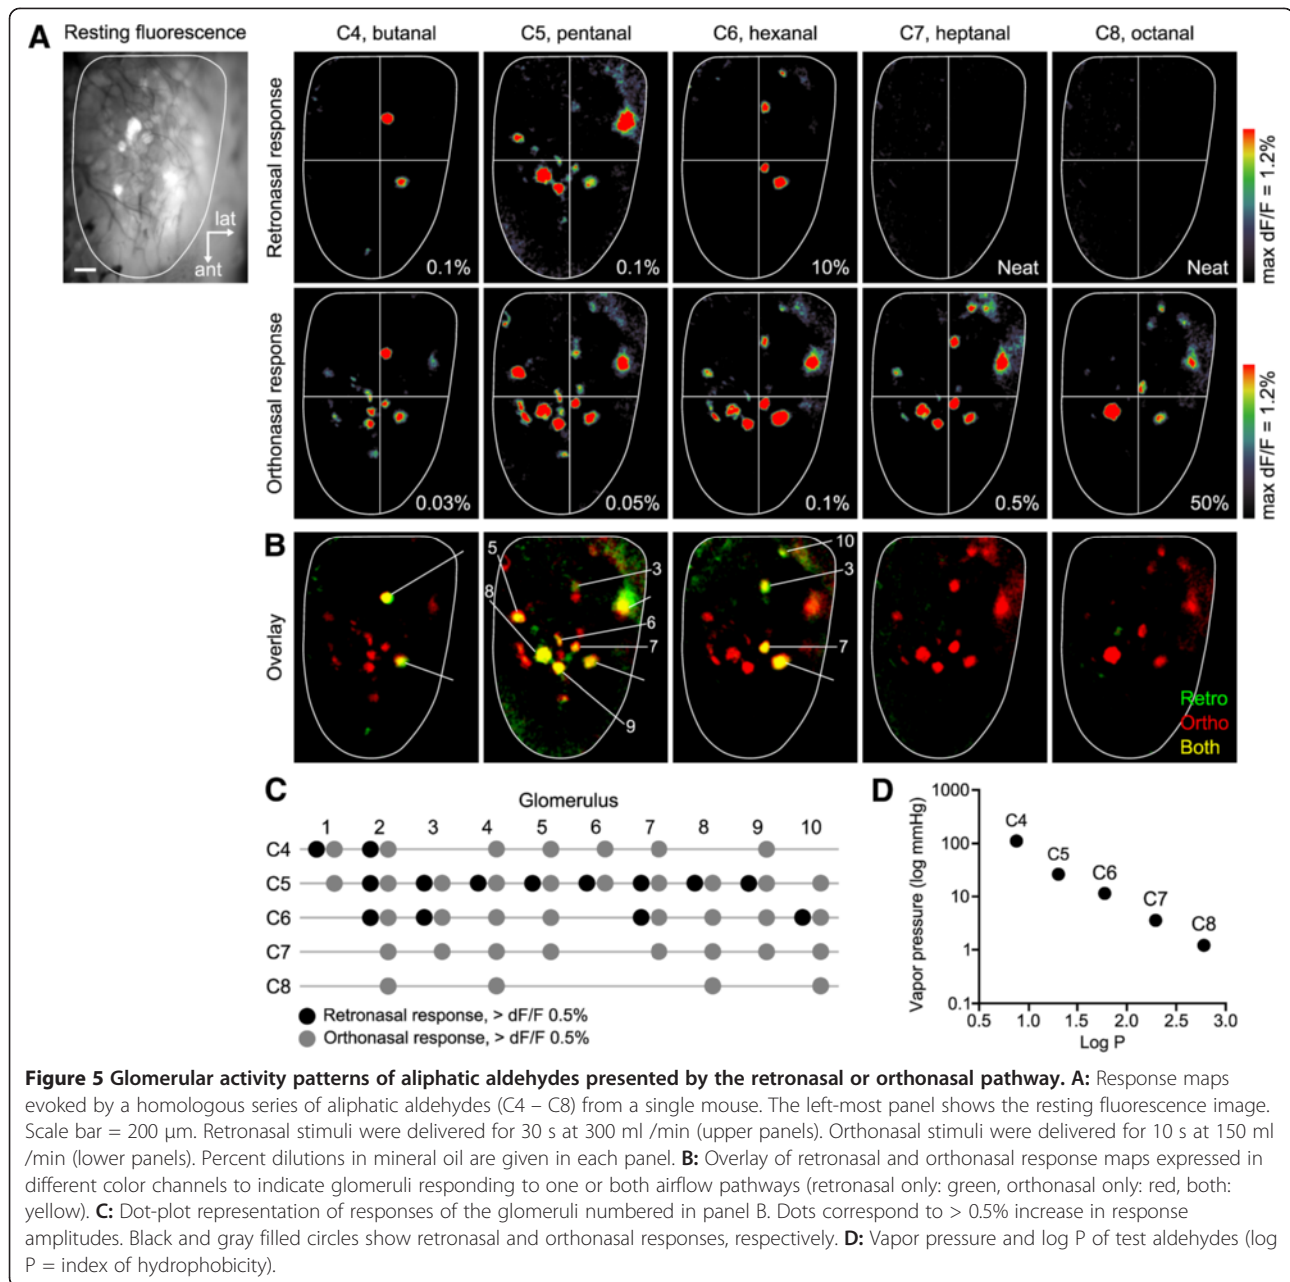 A
Resting fluorescence
C4, butanal
C5, pentanal
C6, hexanal
C7, heptanal
C8, octanal
Retronasal response
lat
ant
0.1%
0.1%
10%
Neat
Neat
max dF/F = 1.2%
Orthonasal response
0.03%
0.05%
0.1%
0.5%
50%
max dF/F = 1.2%
B
Overlay
5
8
3
6
7
9
10
3
7
Retro
Ortho
Both
C
Glomerulus
1 2 3 4 5 6 7 8 9 10
C4
C5
C6
C7
C8
Retronasal response, > dF/F 0.5%
Orthonasal response, > dF/F 0.5%
D
Vapor pressure (log mmHg)
1000
100
10
1
0.1
C4
C5
C6
C7
C8
0.5 1.0 1.5 2.0 2.5 3.0
Log P
Figure 5 Glomerular activity patterns of aliphatic aldehydes presented by the retronasal or orthonasal pathway. A: Response maps
evoked by a homologous series of aliphatic aldehydes (C4 – C8) from a single mouse. The left-most panel shows the resting fluorescence image.
Scale bar = 200 μm. Retronasal stimuli were delivered for 30 s at 300 ml /min (upper panels). Orthonasal stimuli were delivered for 10 s at 150 ml
/min (lower panels). Percent dilutions in mineral oil are given in each panel. B: Overlay of retronasal and orthonasal response maps expressed in
different color channels to indicate glomeruli responding to one or both airflow pathways (retronasal only: green, orthonasal only: red, both:
yellow). C: Dot-plot representation of responses of the glomeruli numbered in panel B. Dots correspond to > 0.5% increase in response
amplitudes. Black and gray filled circles show retronasal and orthonasal responses, respectively. D: Vapor pressure and log P of test aldehydes (log
P = index of hydrophobicity).